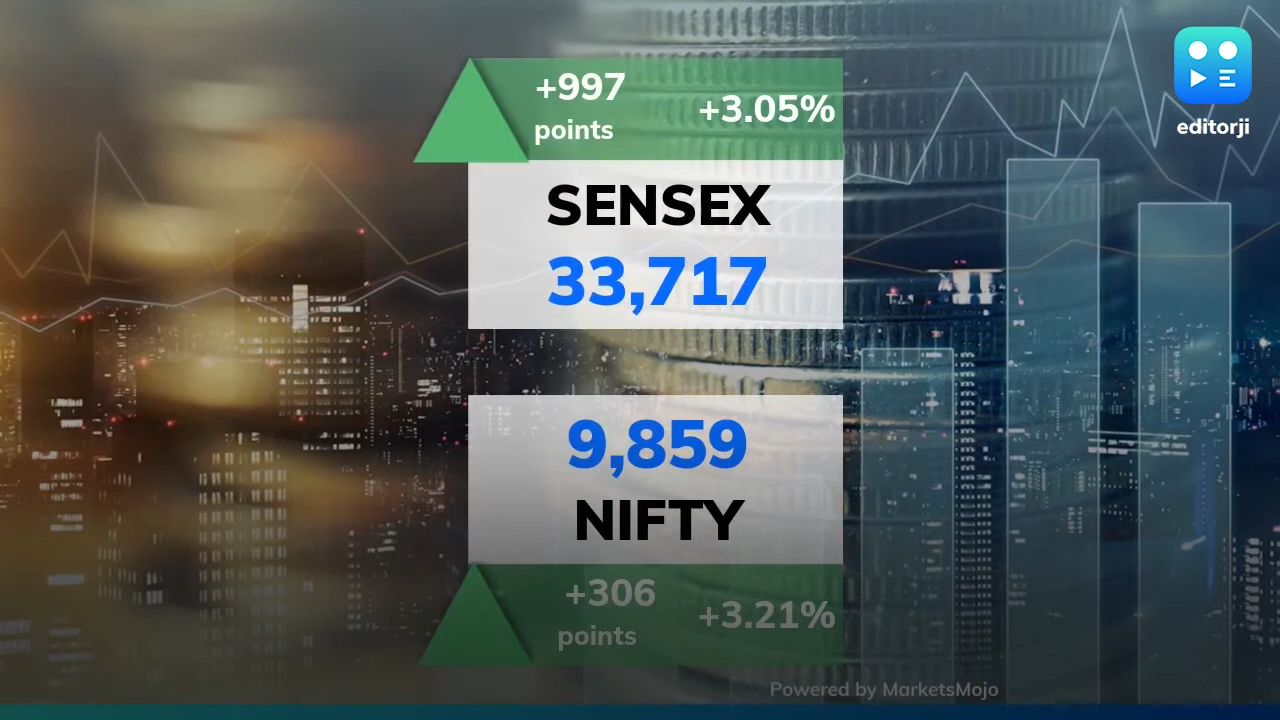 +997
points
+3.05%
SENSEX
33,717
9,859
NIFTY
+306
points
+3.21%
editorji
Powered by MarketsMojo